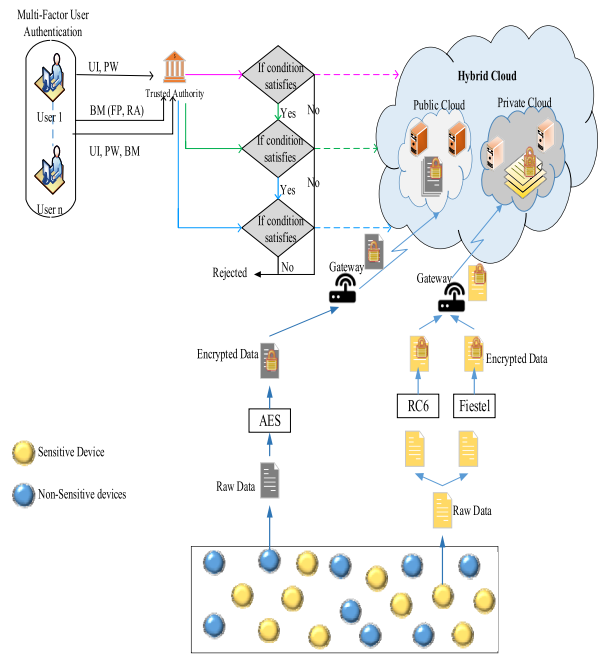 Multi-Factor User
Authentication
UI, PW
User 1
BM (FP, RA)
UI, PW, BM
User n
Trusted Authority
If condition
satisfies
Yes
No
If condition
satisfies
Yes
No
If condition
satisfies
No
Rejected
Hybrid Cloud
Public Cloud
Private Cloud
Gateway
Gateway
Encrypted Data
Encrypted Data
AES
RC6
Fiestel
Raw Data
Raw Data
Sensitive Device
Non-Sensitive devices